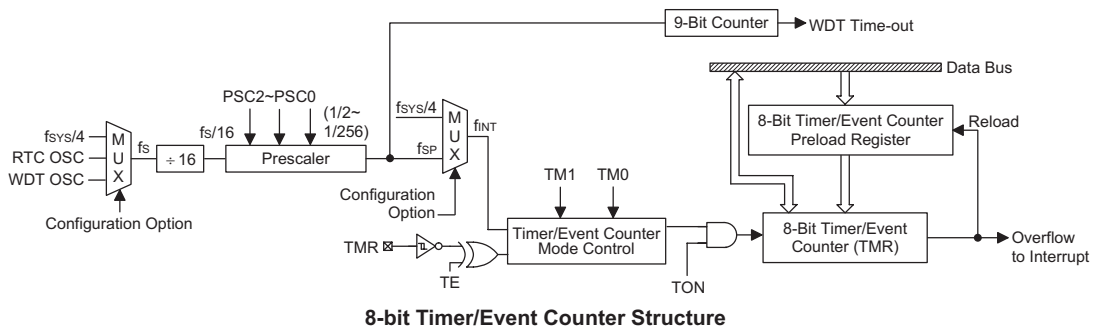 9-Bit Counter
WDT Time-out
Data Bus
PSC2~PSC0
(1/2~
1/256)
fSYS/4
fS/16
fSYS/4
M
U
X
fINT
8-Bit Timer/Event Counter
Preload Register
Reload
RTC OSC
WDT OSC
M
U
X
fS
÷ 16
Prescaler
fSP
Configuration Option
Configuration
Option
TM1
TM0
TMR
TE
Timer/Event Counter
Mode Control
TON
8-Bit Timer/Event
Counter (TMR)
Overflow
to Interrupt
8-bit Timer/Event Counter Structure